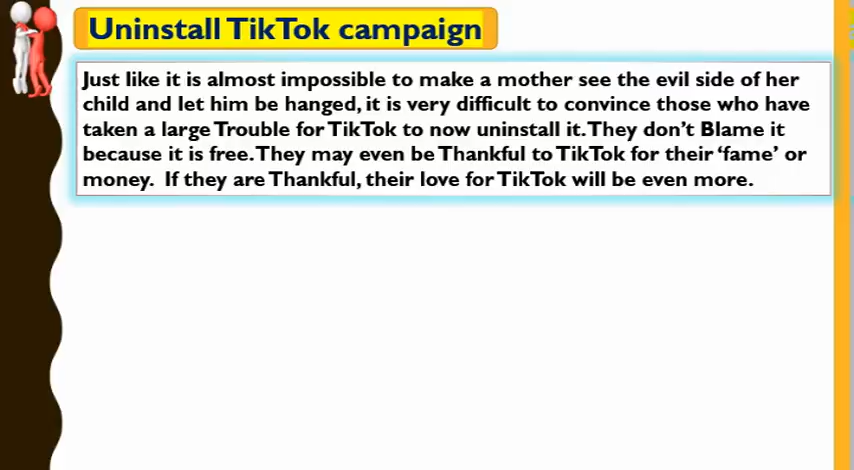 Uninstall TikTok campaign
Just like it is almost impossible to make a mother see the evil side of her
child and let him be hanged, it is very difficult to convince those who have
taken a large Trouble for TikTok to now uninstall it. They don't Blame it
because it is free. They may even be Thankful to TikTok for their ‘fame’ or
money. If they are Thankful, their love for TikTok will be even more.